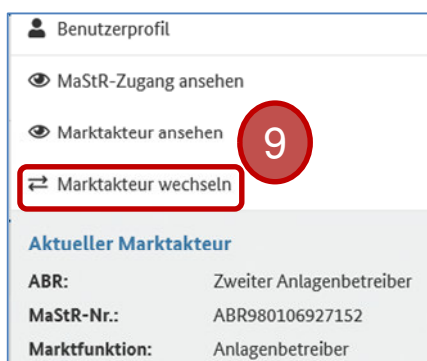 Benutzerprofil
MaStR-Zugang ansehen
Marktakteur ansehen
9
Marktakteur wechseln
Aktueller Marktakteur
ABR: Zweiter Anlagenbetreiber
MaStR-Nr.: ABR980106927152
Marktfunktion: Anlagenbetreiber